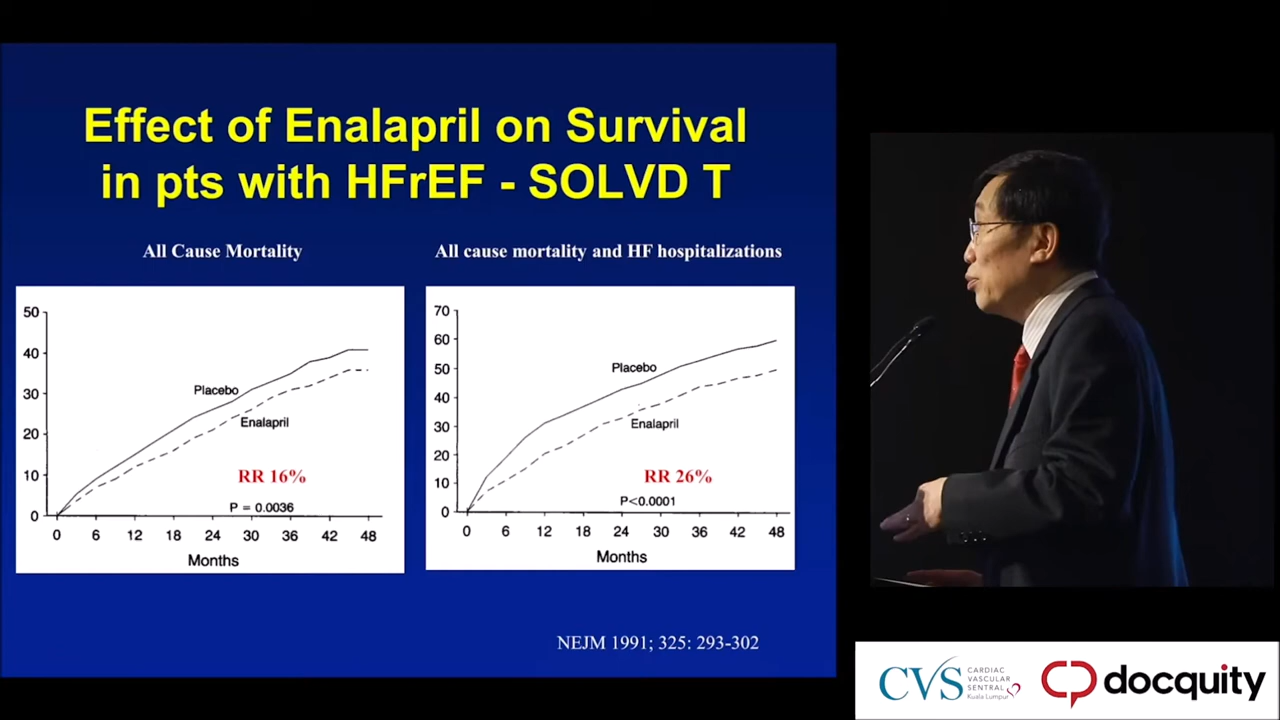 Effect of Enalapril on Survival
in pts with HFrEF - SOLVD T
All Cause Mortality
50
40
30
20
10
0
Placebo
Enalapril
RR 16%
P = 0.0036
0 6 12 18 24 30 36 42 48
Months
All cause mortality and HF hospitalizations
70
60
50
40
30
20
10
0
Placebo
Enalapril
RR 26%
P<0.0001
0 6 12 18 24 30 36 42 48
Months
NEJM 1991; 325: 293-302
CVS
CARDIAC
VASCULAR
SENTRAL
Kuala Lumpur
docquity